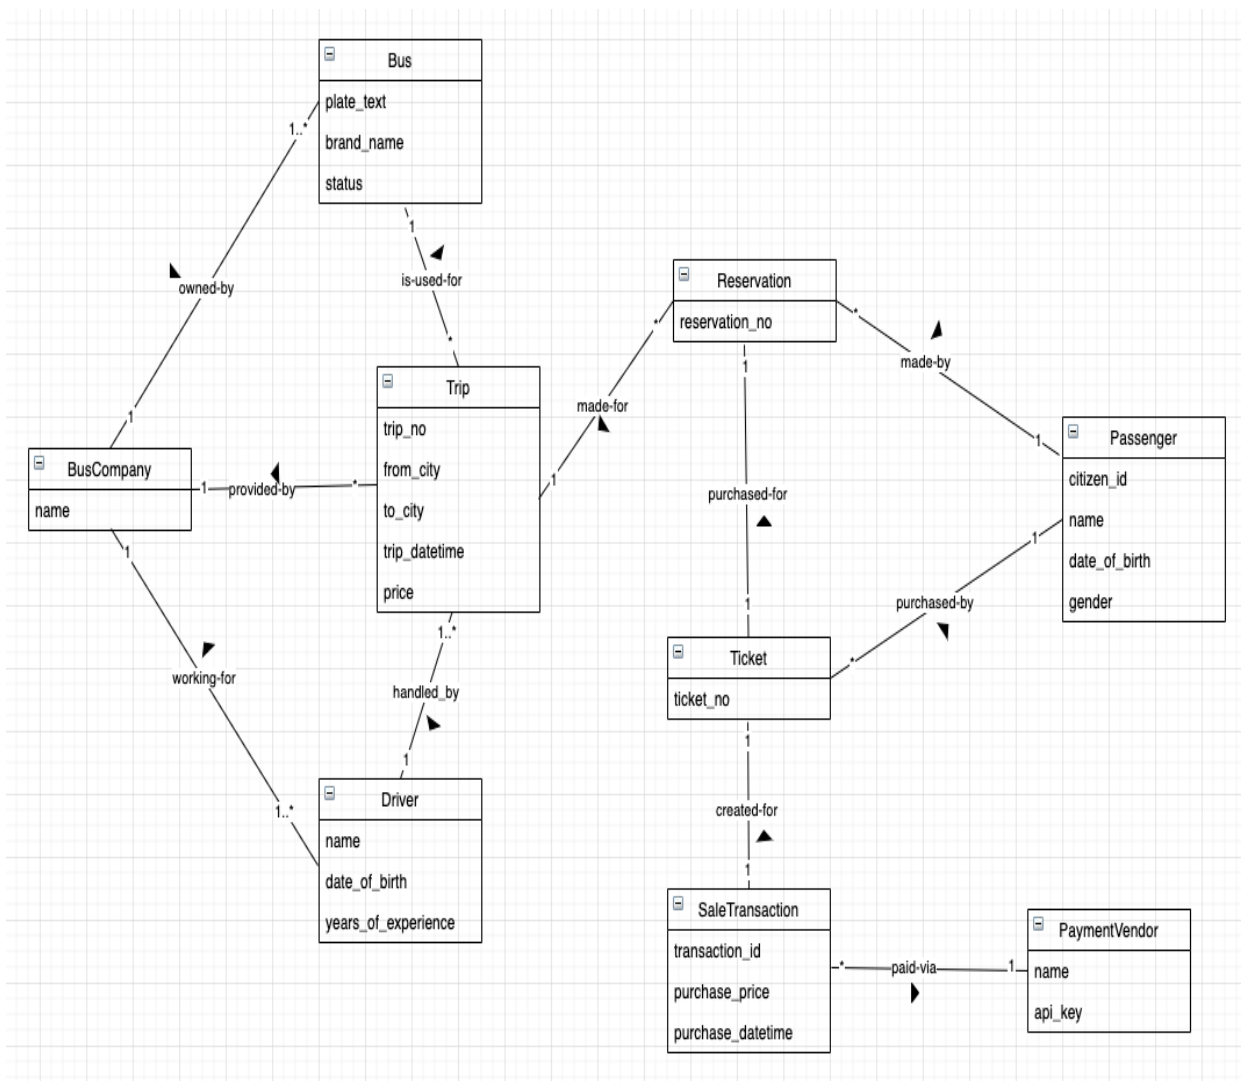 Bus
plate_text
brand_name
status
1..*
1
owned-by
1
is-used-for
*
Trip
trip_no
from_city
to_city
trip_datetime
price
BusCompany
name
1
provided-by
*
1
working-for
1..*
1..*
handled_by
1
Driver
name
date_of_birth
years_of_experience
1
made-for
*
Reservation
reservation_no
*
made-by
1
Passenger
citizen_id
name
date_of_birth
gender
1
purchased-for
1
1
purchased-by
*
Ticket
ticket_no
1
created-for
1
SaleTransaction
transaction_id
purchase_price
purchase_datetime
*
paid-via
1
PaymentVendor
name
api_key